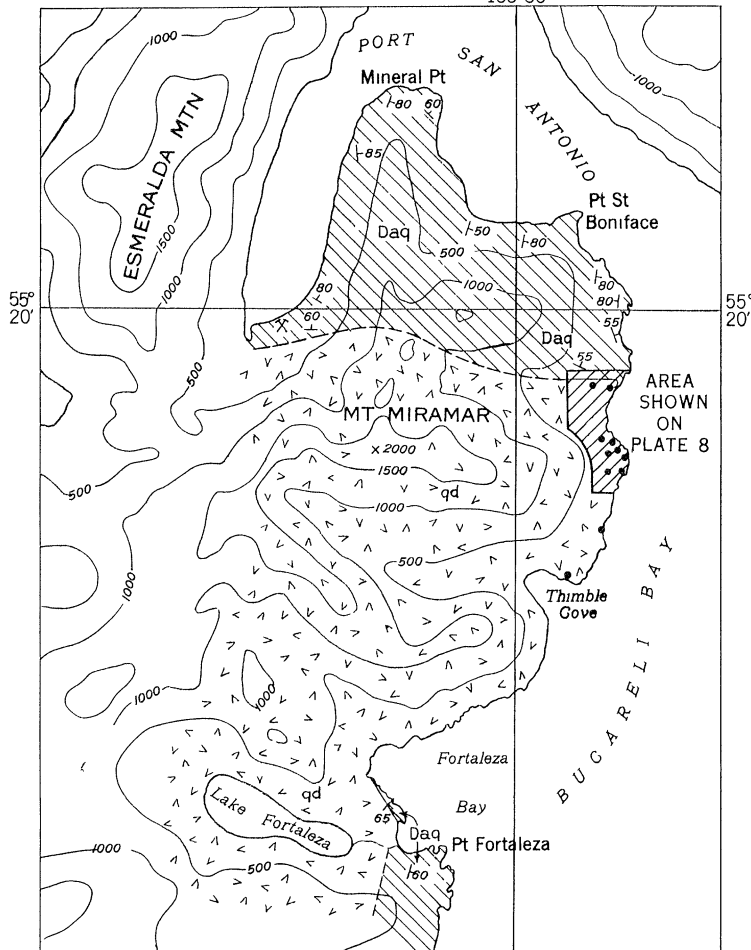 1000
PORT SAN ANTONIO
Mineral Pt
80
60
1000
ESMERALDA MTN
85
Pt St
Boniface
Daq
50
500
80
1500
1000
1000
80
80
80
55°
20'
55°
20'
60
55
Daq
55
500
AREA
SHOWN
ON
PLATE 8
MT MIRAMAR
x2000
1500
500
qd
1000
1000
500
Thimble
Cove
BUCARELI BAY
1000
1000
Fortaleza
Bay
qd
Lake Fortaleza
65
Daq
Pt Fortaleza
1000
500
60